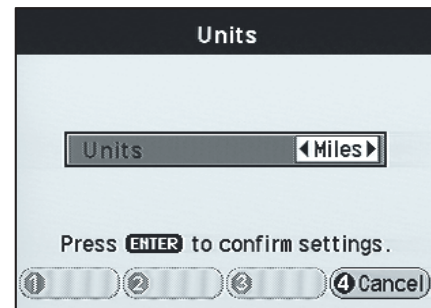 Units
Units Miles
Press ENTER to confirm settings.
1 2 3 4 Cancel